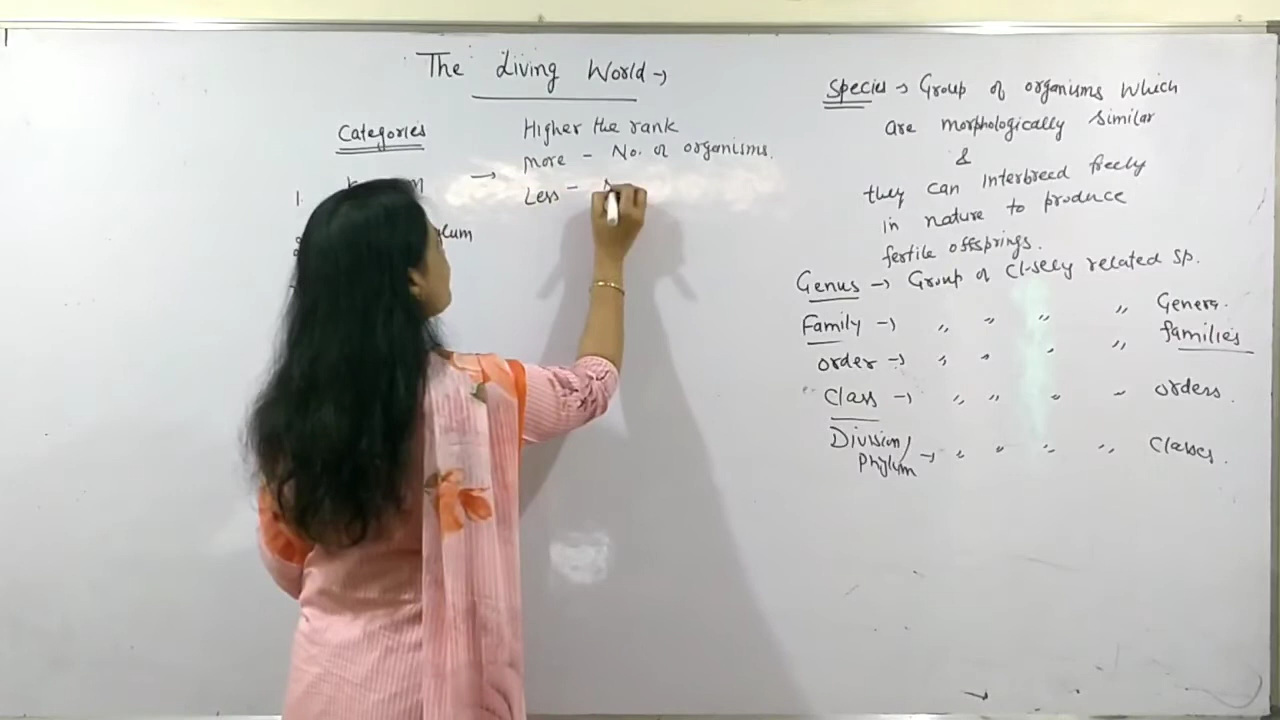 The Living World →
Categories
1.
Higher the rank
→ More - No. of organisms.
Less -
Species → Group of organisms which
are morphologically similar
&
they can interbreed freely
in nature to produce
fertile offsprings.
Genus → Group of closely related sp.
Family → " " " " Genera.
order → " " " " families
Class → " " " " orders.
Division/
Phylum → " " " " Classes.